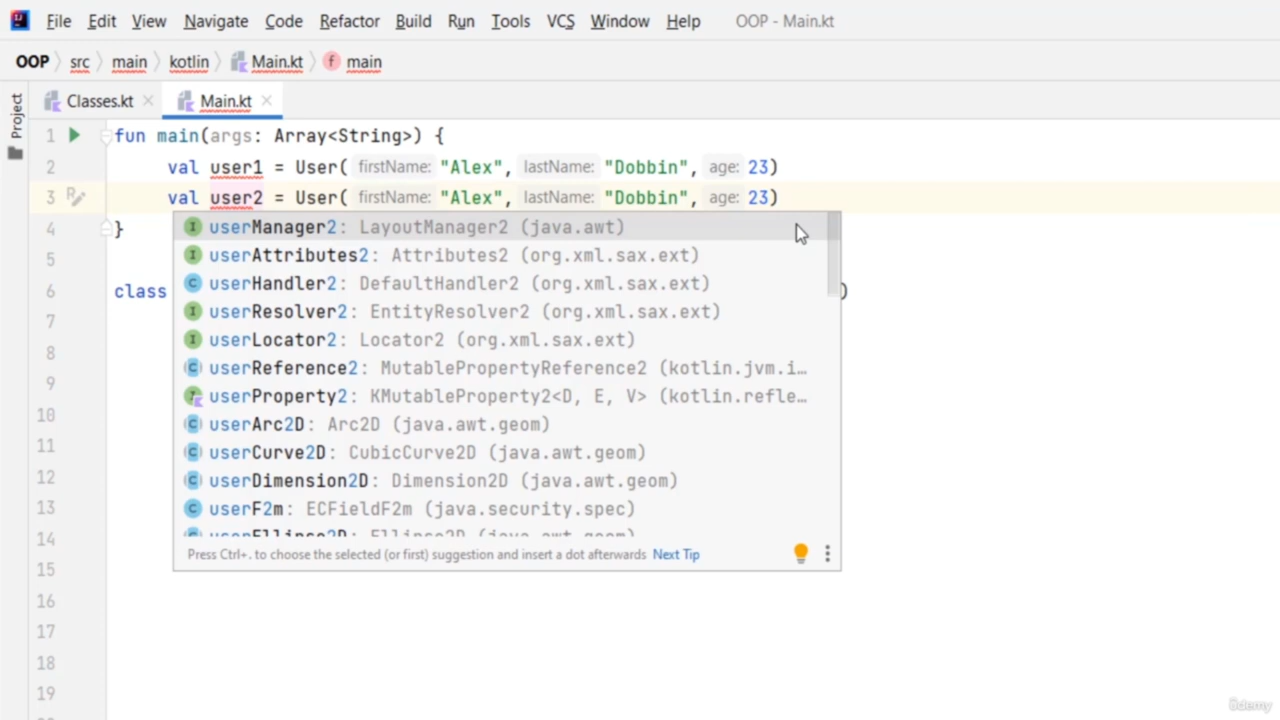 File Edit View Navigate Code Refactor Build Run Tools VCS Window Help OOP - Main.kt
OOP src main kotlin Main.kt main
Project
Classes.kt Main.kt
1 fun main(args: Array<String>) {
2 val user1 = User( firstName: "Alex", lastName: "Dobbin", age: 23)
3 val user2 = User( firstName: "Alex", lastName: "Dobbin", age: 23)
4 }
userManager2: LayoutManager2 (java.awt)
userAttributes2: Attributes2 (org.xml.sax.ext)
userHandler2: DefaultHandler2 (org.xml.sax.ext)
userResolver2: EntityResolver2 (org.xml.sax.ext)
userLocator2: Locator2 (org.xml.sax.ext)
userReference2: MutablePropertyReference2 (kotlin.jvm.i…
userProperty2: KMutableProperty2<D, E, V> (kotlin.refle…
userArc2D: Arc2D (java.awt.geom)
userCurve2D: CubicCurve2D (java.awt.geom)
userDimension2D: Dimension2D (java.awt.geom)
userF2m: ECFieldF2m (java.security.spec)
userEllipse2D: Ellipse2D (java.awt.geom)
Press Ctrl+. to choose the selected (or first) suggestion and insert a dot afterwards Next Tip
5
6 class )
7
8
9
10
11
12
13
14
15
16
17
18
19
ûdemy